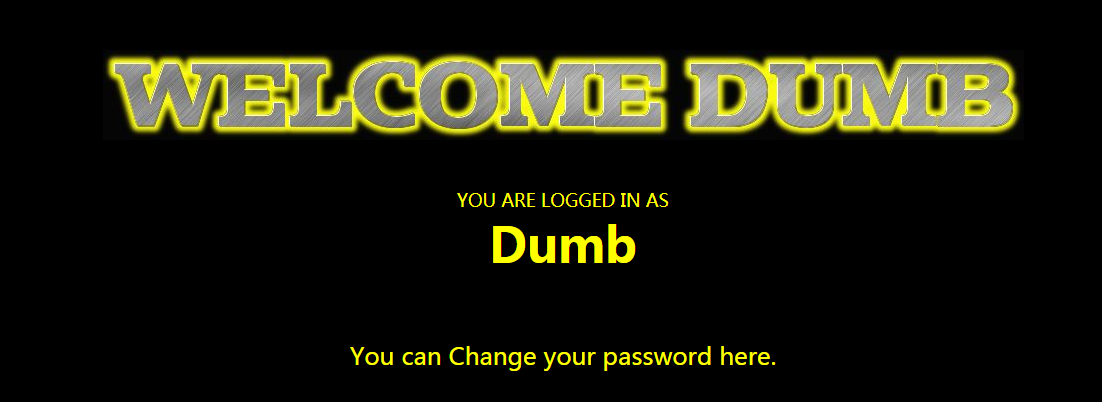 WELCOME DUMB
YOU ARE LOGGED IN AS
Dumb
You can Change your password here.